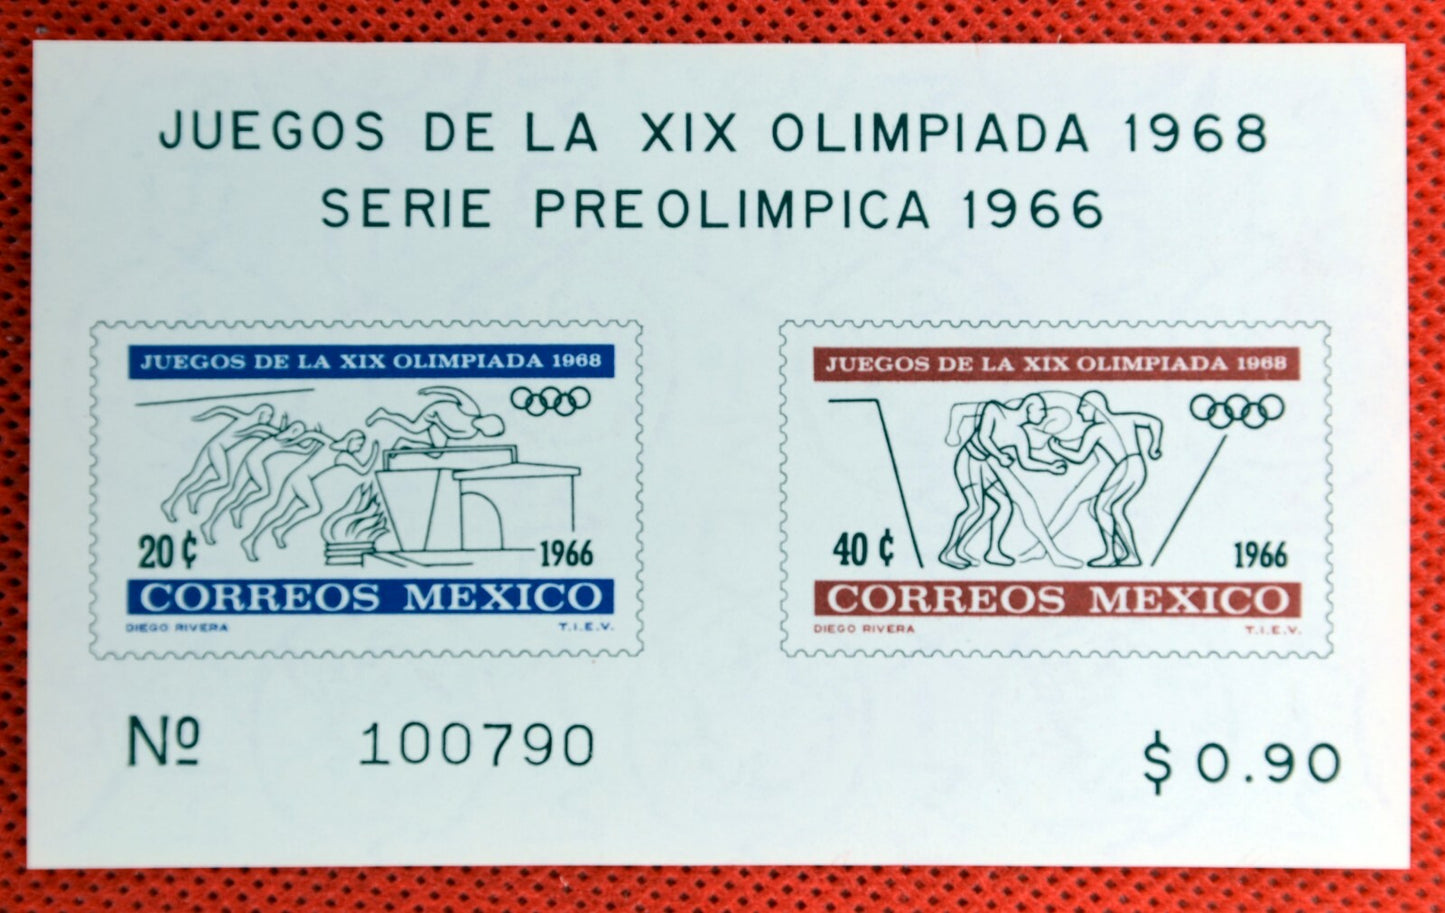 JUEGOS DE LA XIX OLIMPIADA 1968
SERIE PREOLIMPICA 1966
JUEGOS DE LA XIX OLIMPIADA 1968
20 ¢
1966
CORREOS MEXICO
DIEGO RIVERA T.I.E.V.
JUEGOS DE LA XIX OLIMPIADA 1968
40 ¢
1966
CORREOS MEXICO
DIEGO RIVERA T.I.E.V.
Nº 100790
$ 0.90